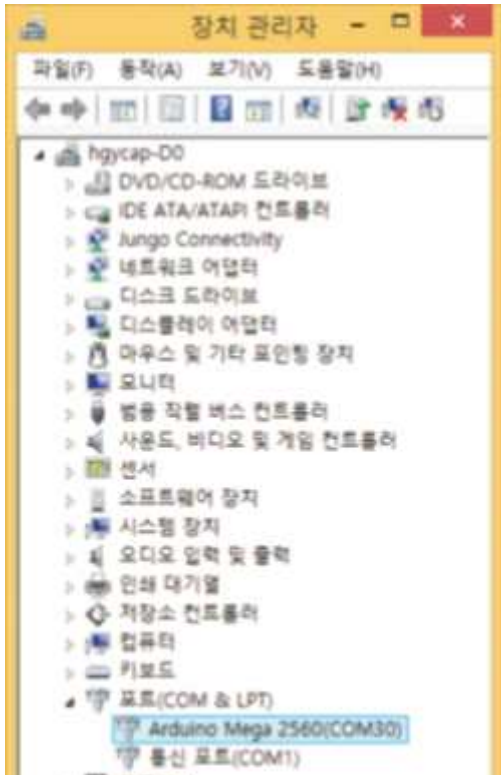 장치 관리자
파일(F) 동작(A) 보기(V) 도움말(H)
hgycap-D0
DVD/CD-ROM 드라이브
IDE ATA/ATAPI 컨트롤러
Jungo Connectivity
네트워크 어댑터
디스크 드라이브
디스플레이 어댑터
마우스 및 기타 포인팅 장치
모니터
범용 직렬 버스 컨트롤러
사운드, 비디오 및 게임 컨트롤러
센서
소프트웨어 장치
시스템 장치
오디오 입력 및 출력
인쇄 대기열
저장소 컨트롤러
컴퓨터
키보드
포트(COM & LPT)
Arduino Mega 2560(COM30)
통신 포트(COM1)